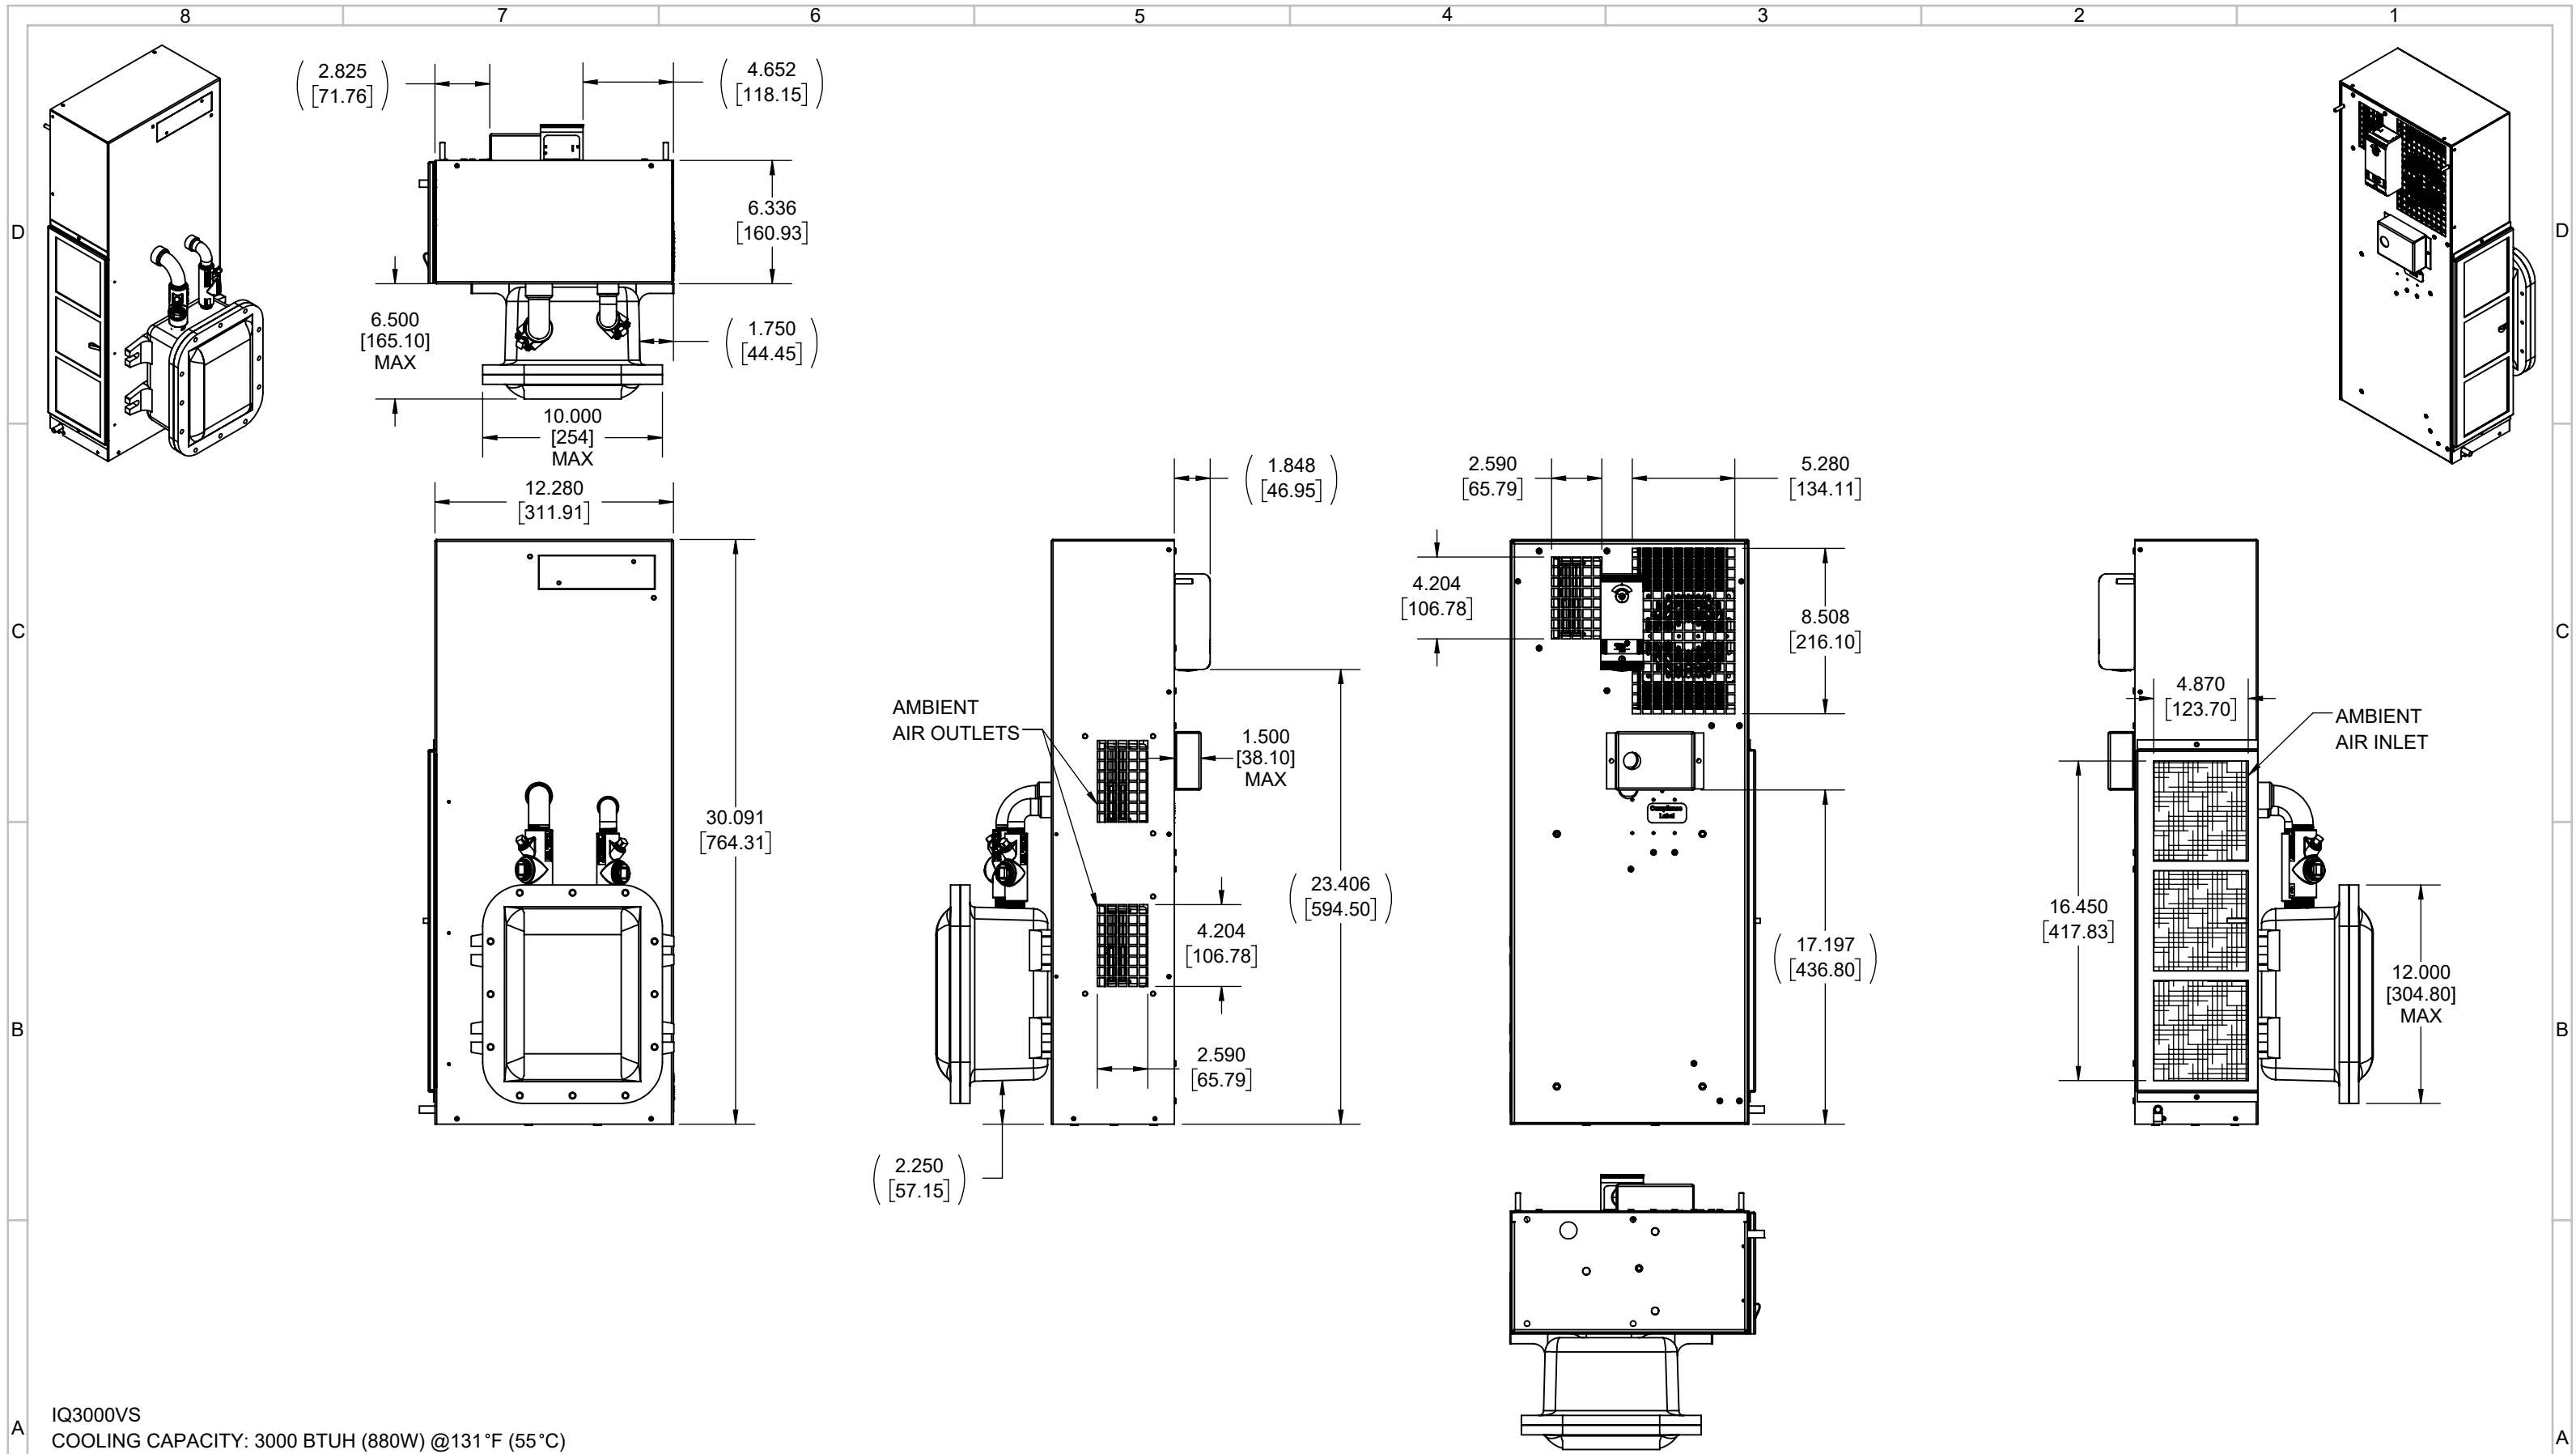 8 7 6 5 4 3 2 1
D
D
C
C
B
B
A
A
(2.825
[71.76])
(4.652
[118.15])
6.336
[160.93]
6.500
[165.10]
MAX
(1.750
[44.45])
10.000
[254]
MAX
12.280
[311.91]
30.091
[764.31]
(1.848
[46.95])
AMBIENT
AIR OUTLETS
1.500
[38.10]
MAX
(23.406
[594.50])
4.204
[106.78]
2.590
[65.79]
(2.250
[57.15])
2.590
[65.79]
5.280
[134.11]
4.204
[106.78]
8.508
[216.10]
Compliance
Label
(17.197
[436.80])
4.870
[123.70]
AMBIENT
AIR INLET
16.450
[417.83]
12.000
[304.80]
MAX
IQ3000VS
COOLING CAPACITY: 3000 BTUH (880W) @131°F (55°C)